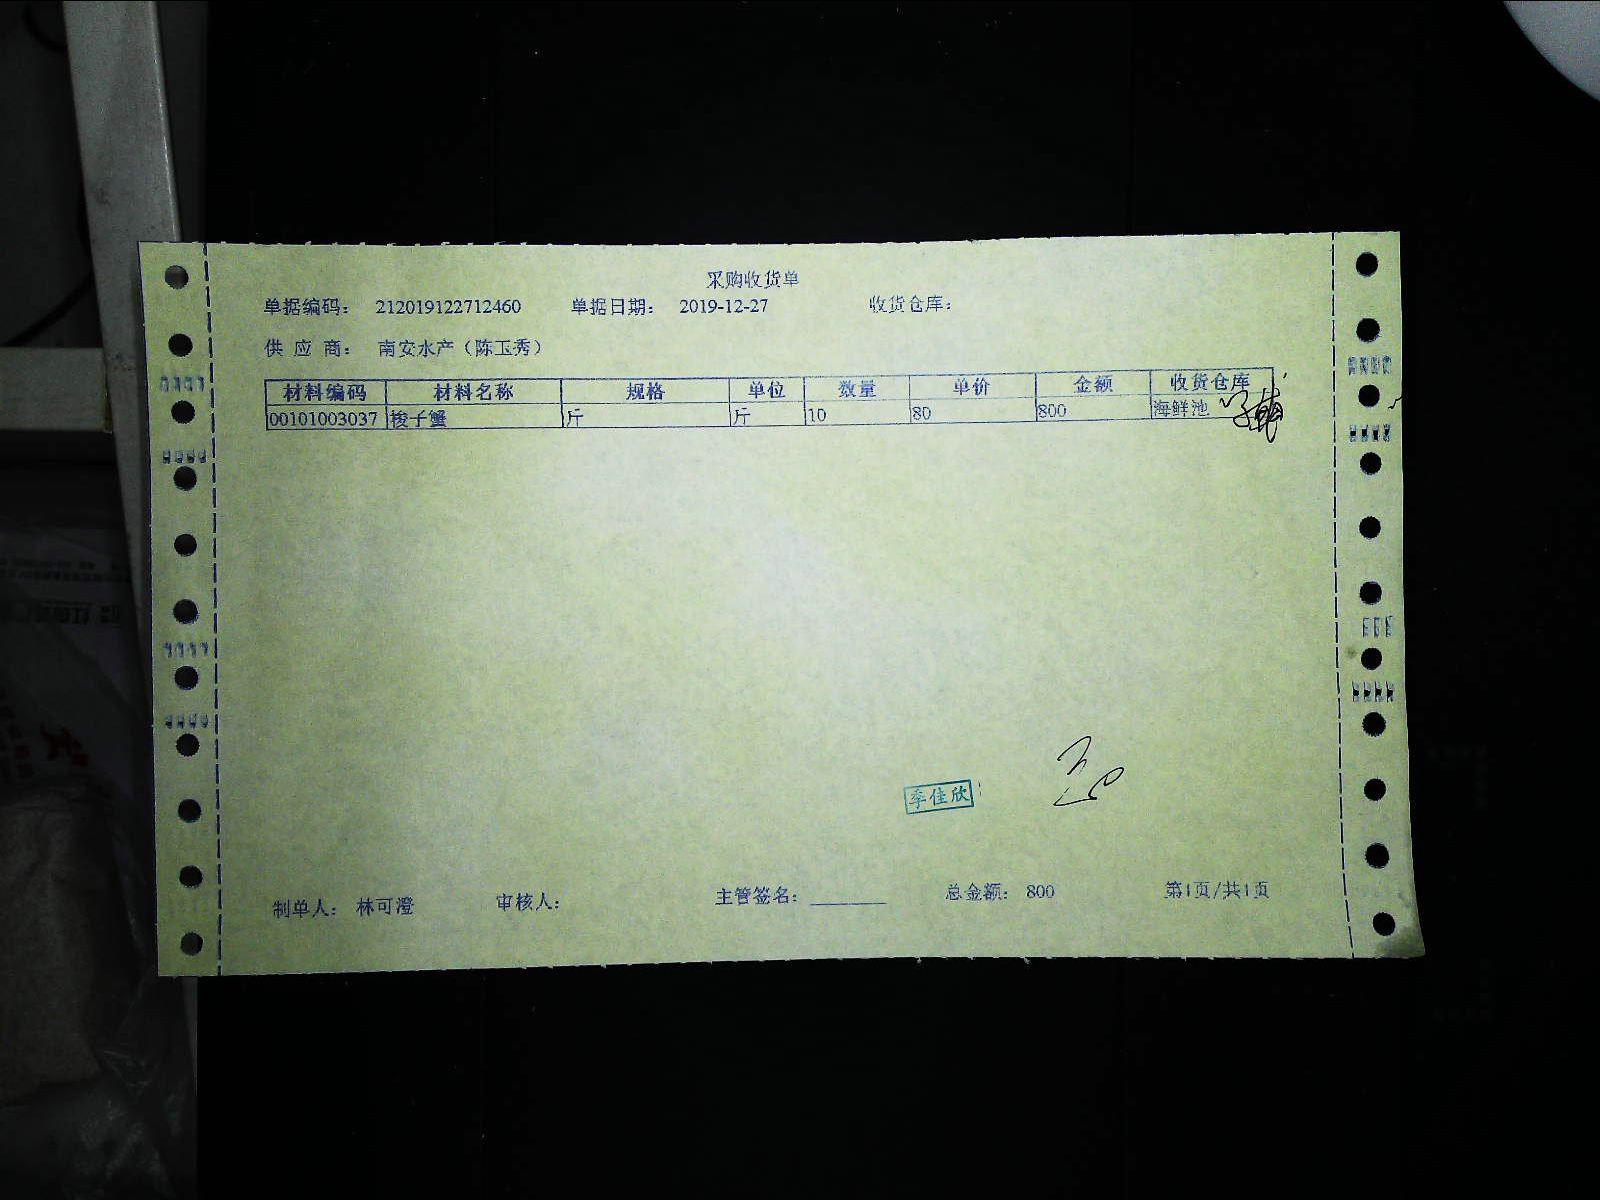 采购收货单
单据编码： 212019122712460 单据日期： 2019-12-27 收货仓库：
供 应 商： 南安水产（陈玉秀）
材料编码 材料名称 规格 单位 数量 单价 金额 收货仓库
00101003037 梭子蟹 斤 斤 10 80 800 海鲜池
季佳欣
制单人： 林可澄 审核人： 主管签名： ________ 总金额： 800 第1页/共1页